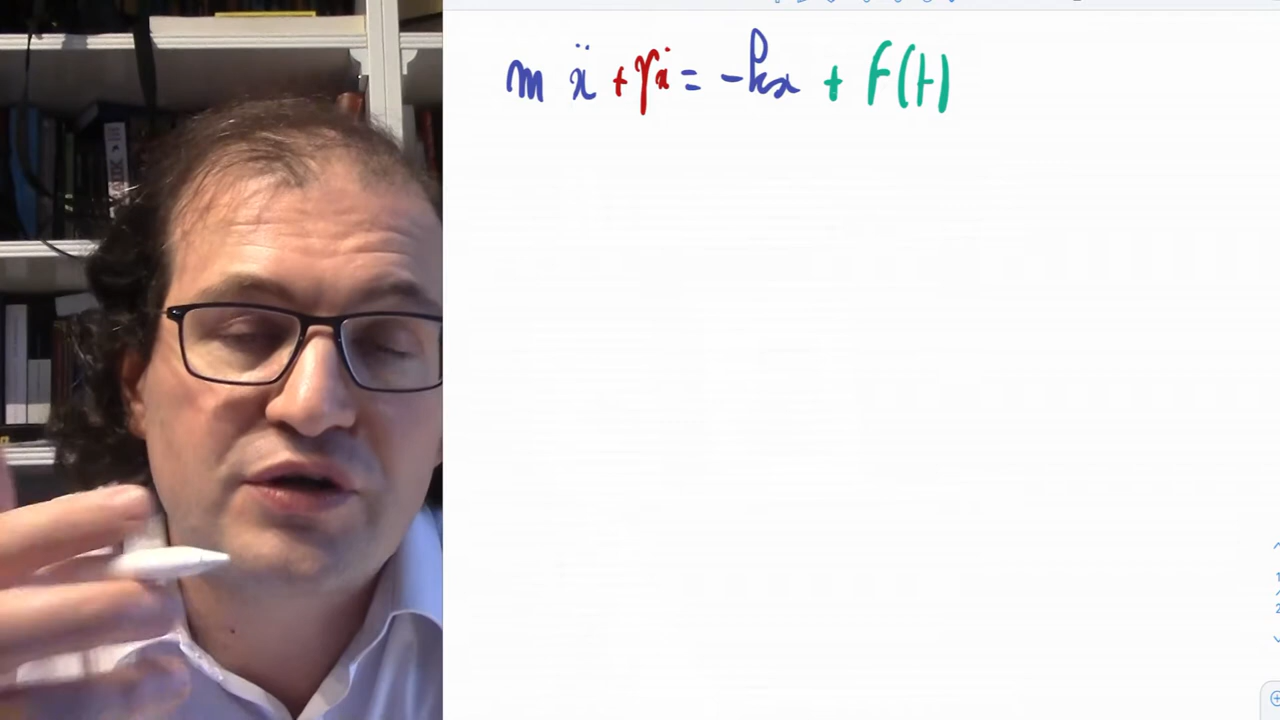 m ẍ + γẋ = -kx + F(t)